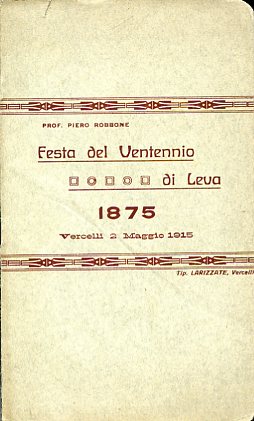 PROF. PIERO ROBBONE
Festa del Ventennio
di Leva
1875
Vercelli 2 Maggio 1915
Tip. LARIZZATE, Vercelli